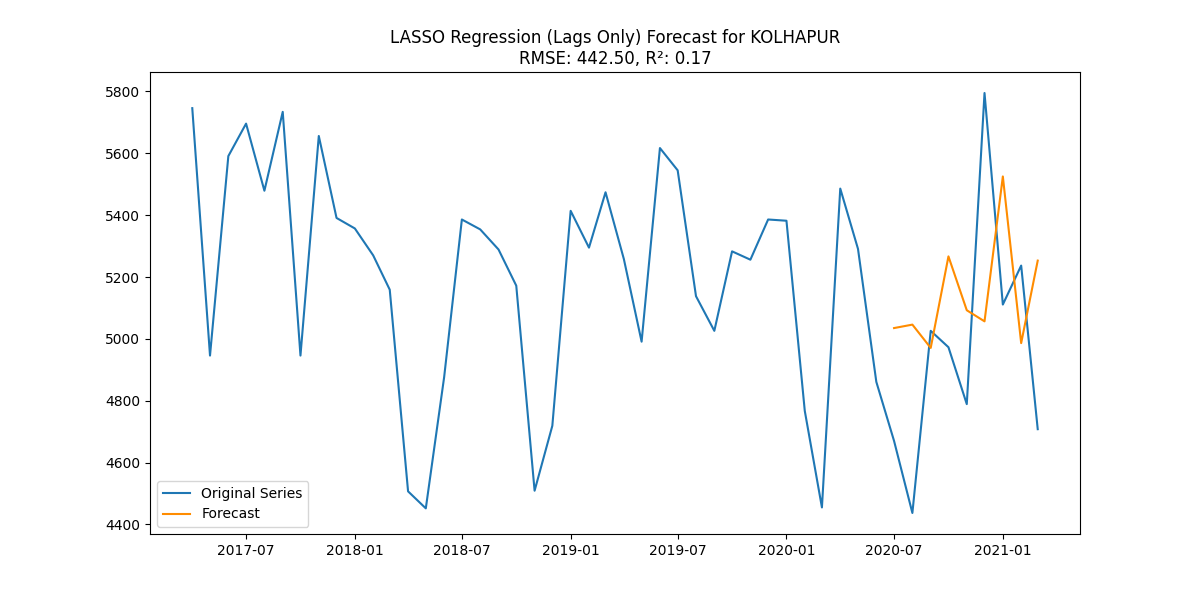 LASSO Regression (Lags Only) Forecast for KOLHAPUR
RMSE: 442.50, R²: 0.17
5800
5600
5400
5200
5000
4800
4600
4400
Original Series
Forecast
2017-07 2018-01 2018-07 2019-01 2019-07 2020-01 2020-07 2021-01